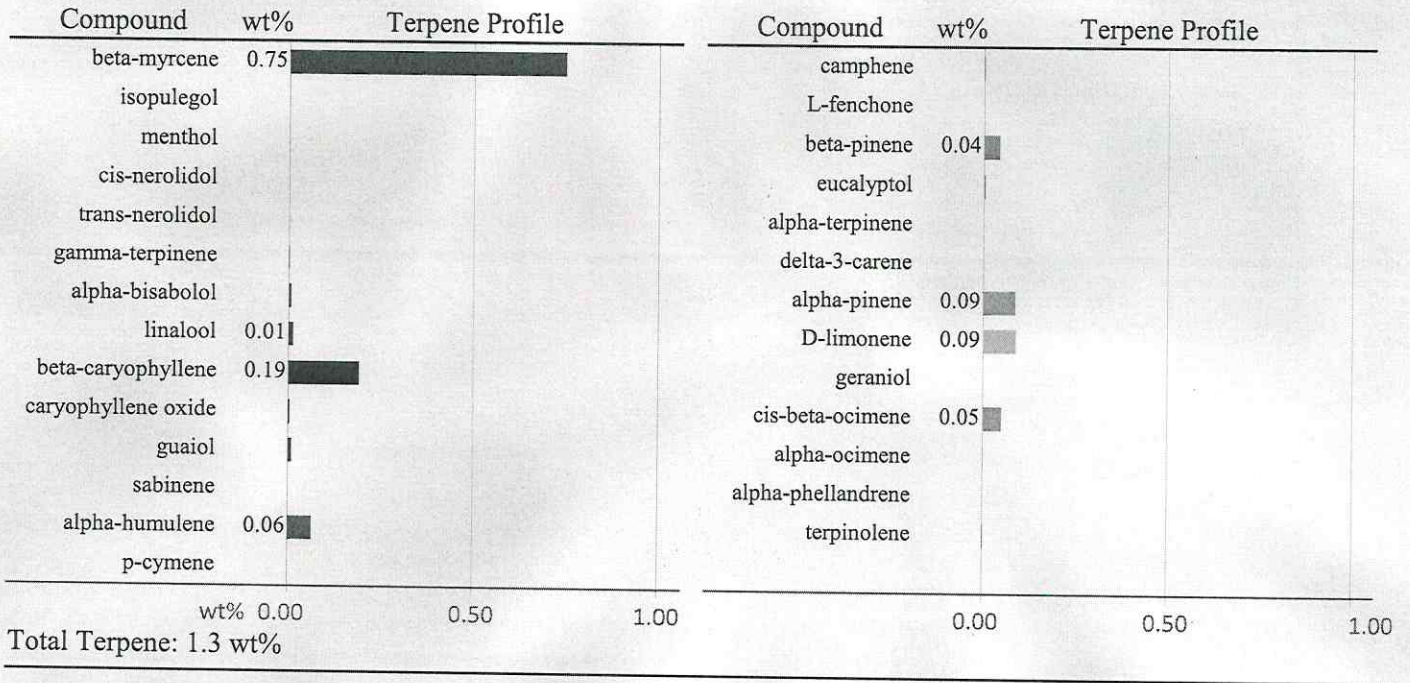 Compound wt% Terpene Profile
beta-myrcene 0.75
isopulegol
menthol
cis-nerolidol
trans-nerolidol
gamma-terpinene
alpha-bisabolol
linalool 0.01
beta-caryophyllene 0.19
caryophyllene oxide
guaiol
sabinene
alpha-humulene 0.06
p-cymene
wt% 0.00 0.50 1.00
Compound wt% Terpene Profile
camphene
L-fenchone
beta-pinene 0.04
eucalyptol
alpha-terpinene
delta-3-carene
alpha-pinene 0.09
D-limonene 0.09
geraniol
cis-beta-ocimene 0.05
alpha-ocimene
alpha-phellandrene
terpinolene
0.00 0.50 1.00
Total Terpene: 1.3 wt%